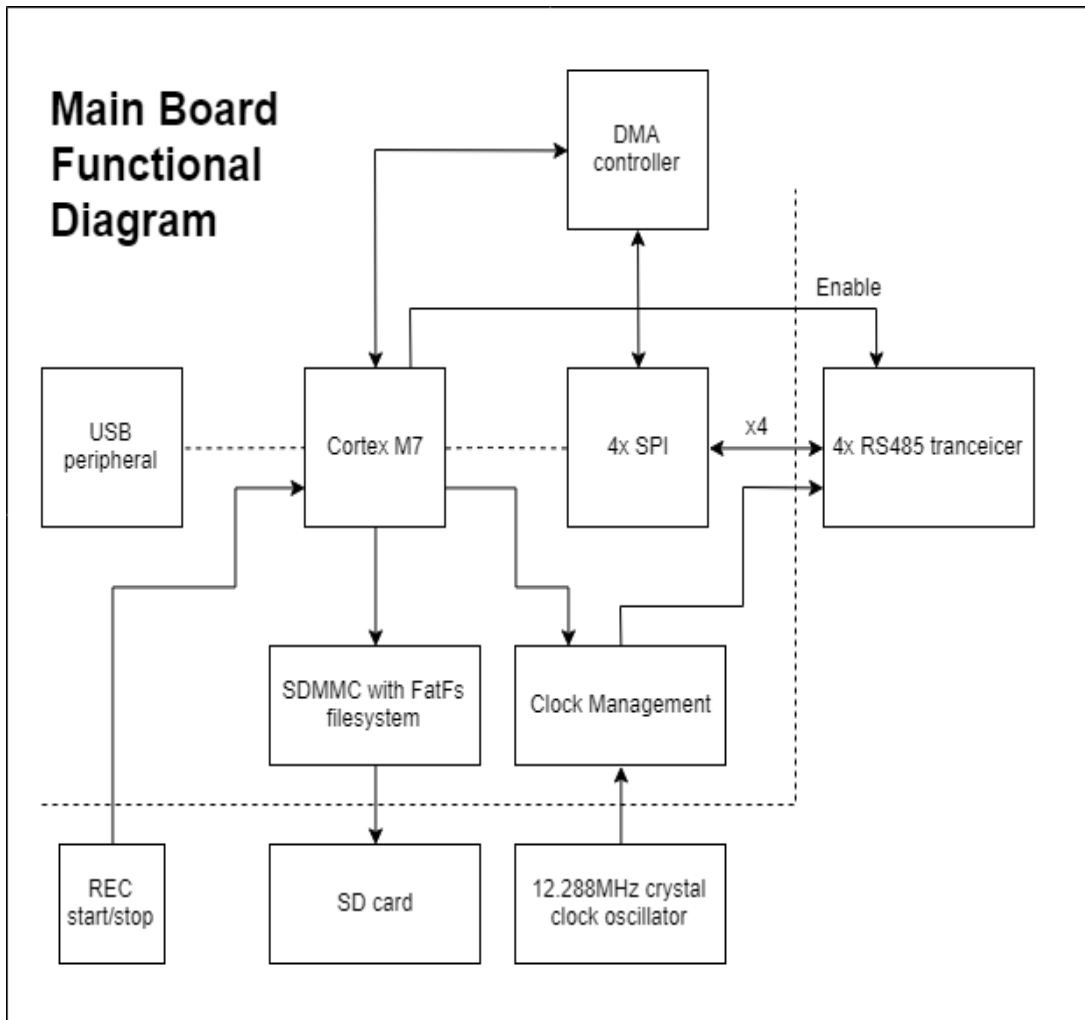 Main Board
Functional
Diagram
DMA
controller
Enable
USB
peripheral
Cortex M7
4x SPI
x4
4x RS485 tranceicer
SDMMC with FatFs
filesystem
Clock Management
REC
start/stop
SD card
12.288MHz crystal
clock oscillator